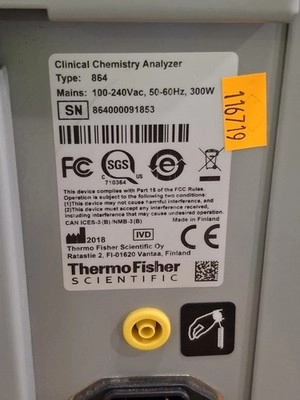 Clinical Chemistry Analyzer
Type: 864
Mains: 100-240Vac, 50-60Hz, 300W
SN 864000091853
116719
FC SGS e
C US
710364
This device complies with Part 15 of the FCC Rules.
Operation is subject to the following two conditions:
(1)This device may not cause harmful interference, and
(2)This device must accept any interference received,
including interference that may cause undesired operation.
CAN ICES-3 (B) /NMB-3(B) Made in Finland
2018 IVD CE
Thermo Fisher Scientific Oy
Ratastie 2, FI-01620 Vantaa, Finland
ThermoFisher
SCIENTIFIC